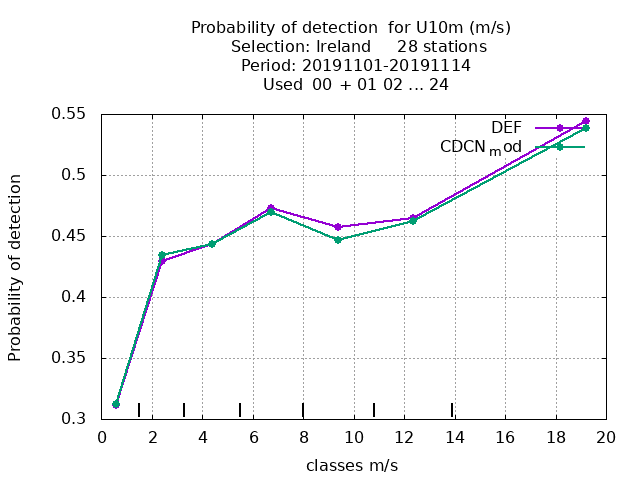 Probability of detection  for U10m (m/s)
Selection: Ireland     28 stations
Period: 20191101-20191114
Used  00  + 01 02 ... 24
0.55
DEF
CDCNmod
0.5
0.45
0.4
0.35
0.3
Probability of detection
0 2 4 6 8 10 12 14 16 18 20
classes m/s